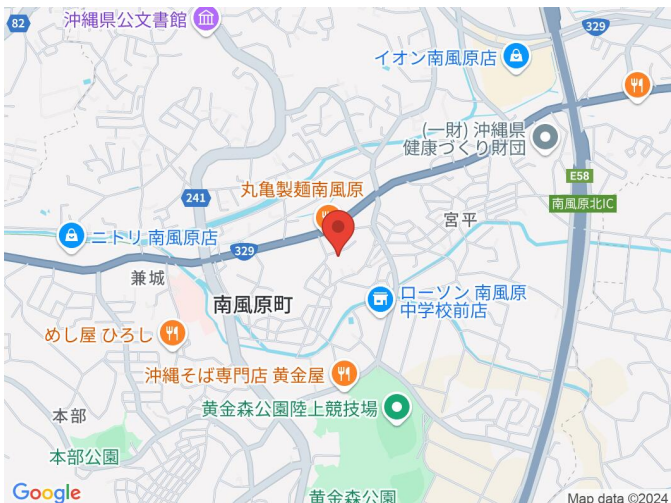 沖縄県公文書館
82
329
イオン南風原店
(一財) 沖縄県
健康づくり財団
E58
南風原北IC
241
丸亀製麺南風原
宮平
ニトリ 南風原店
329
兼城
南風原町
ローソン 南風原
中学校前店
めし屋 ひろし
沖縄そば専門店 黄金屋
黄金森公園陸上競技場
本部
本部公園
黄金森公園
Google
Map data ©2024